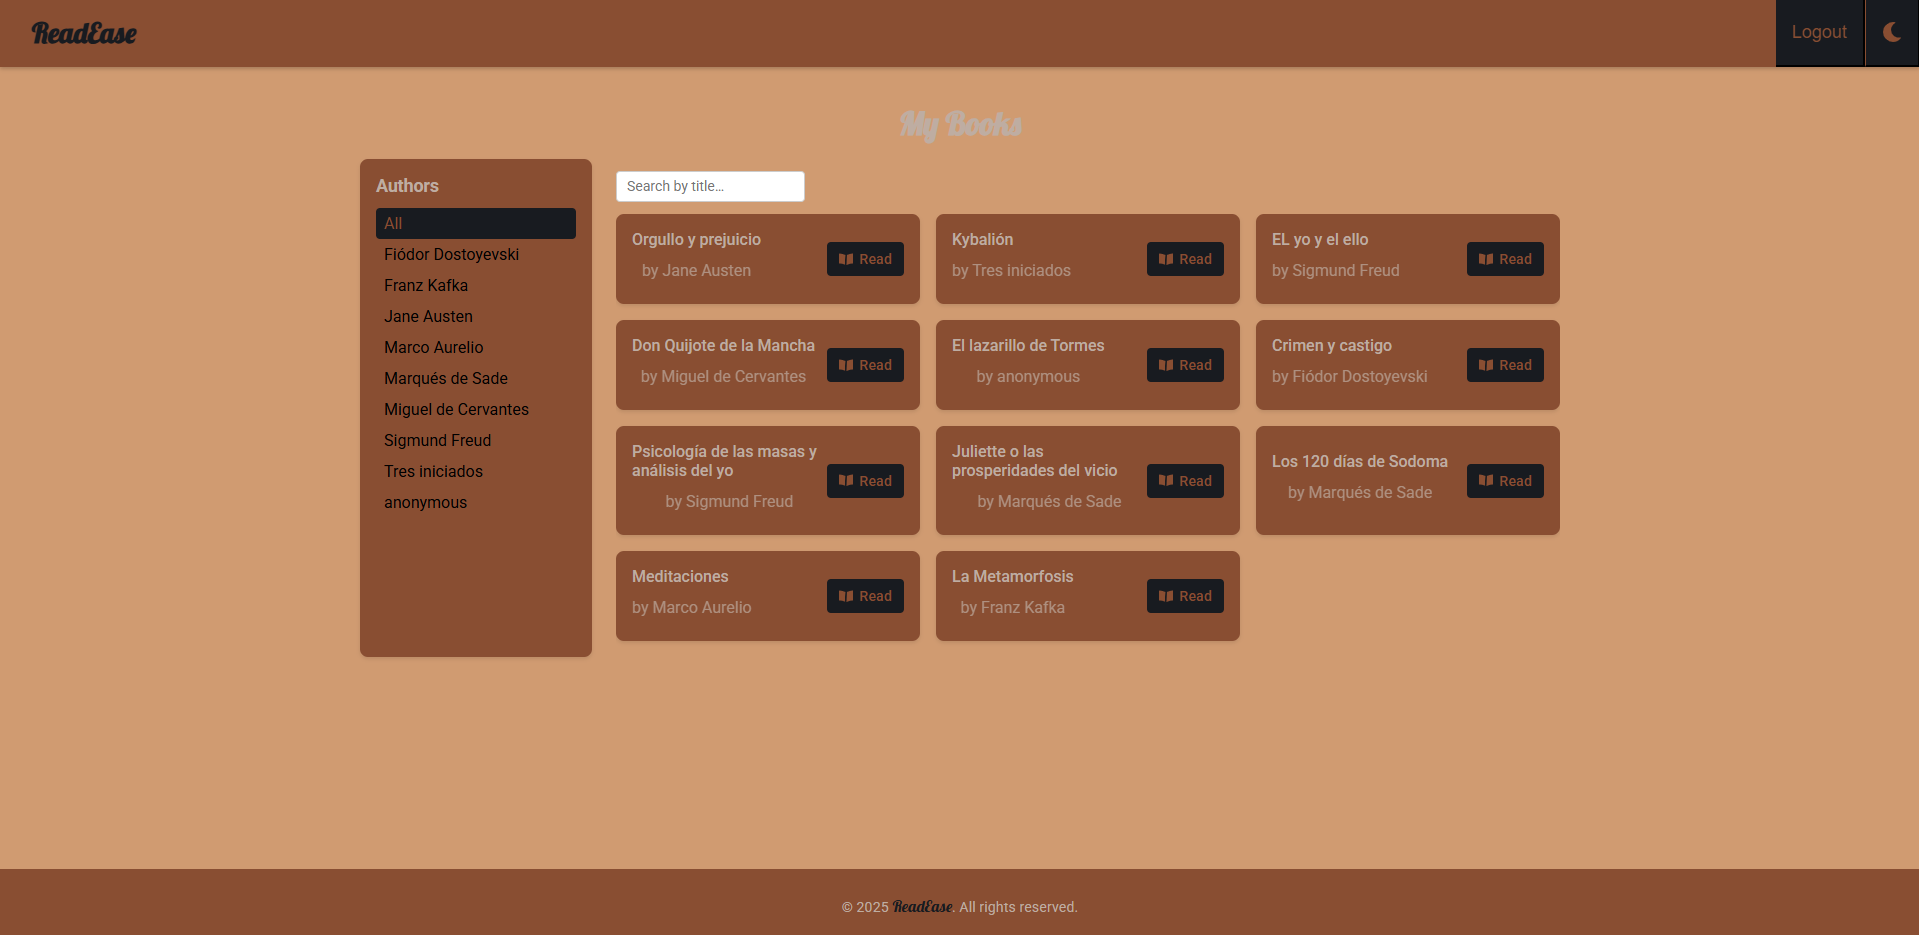 ReadEase
Logout
My Books
Authors
All
Fiódor Dostoyevski
Franz Kafka
Jane Austen
Marco Aurelio
Marqués de Sade
Miguel de Cervantes
Sigmund Freud
Tres iniciados
anonymous
Search by title...
Orgullo y prejuicio
by Jane Austen
Read
Kybalión
by Tres iniciados
Read
EL yo y el ello
by Sigmund Freud
Read
Don Quijote de la Mancha
by Miguel de Cervantes
Read
El lazarillo de Tormes
by anonymous
Read
Crimen y castigo
by Fiódor Dostoyevski
Read
Psicología de las masas y
análisis del yo
by Sigmund Freud
Read
Juliette o las
prosperidades del vicio
by Marqués de Sade
Read
Los 120 días de Sodoma
by Marqués de Sade
Read
Meditaciones
by Marco Aurelio
Read
La Metamorfosis
by Franz Kafka
Read
© 2025 ReadEase. All rights reserved.